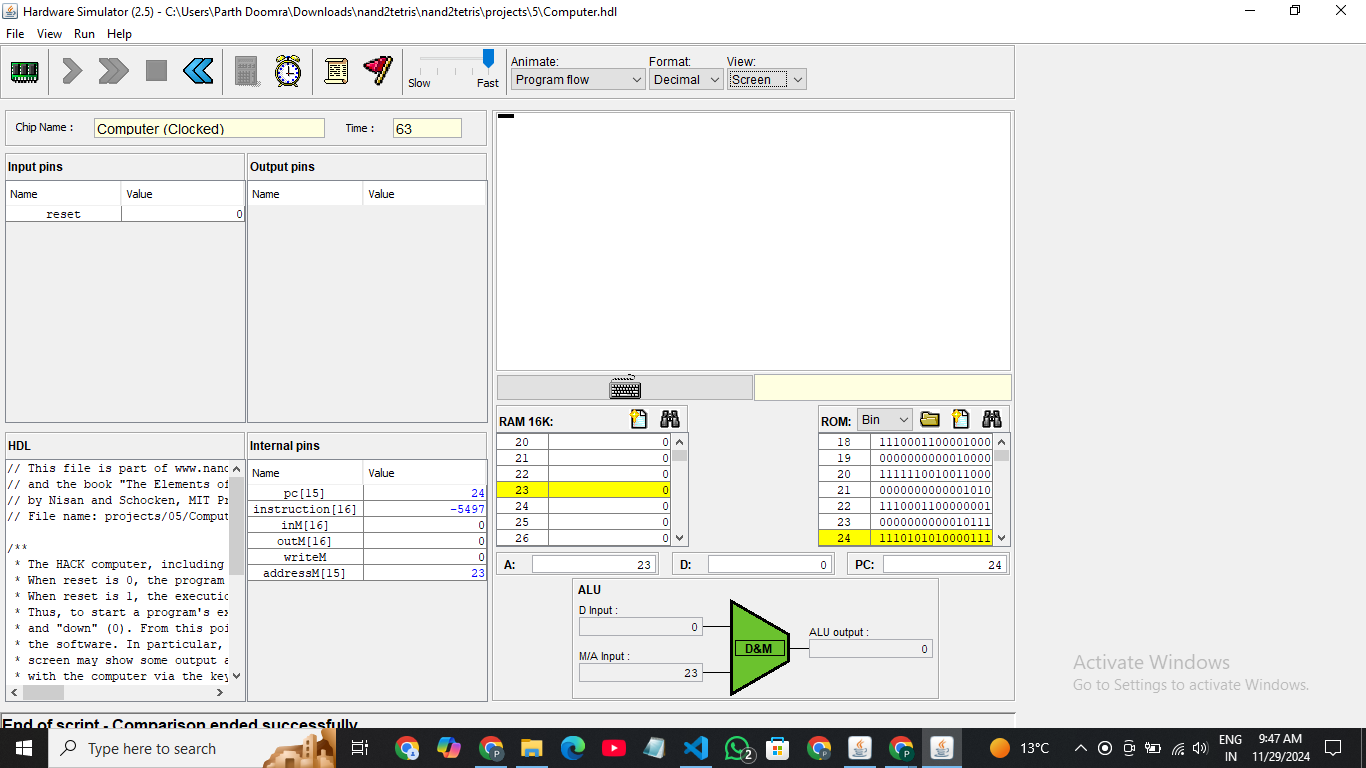 Hardware Simulator (2.5) - C:\Users\Parth Doomra\Downloads\nand2tetris\nand2tetris\projects\5\Computer.hdl
File View Run Help
Slow Fast
Animate: Format: View:
Program flow Decimal Screen
Chip Name : Computer (Clocked) Time : 63
Input pins
Name Value
reset 0
Output pins
Name Value
HDL
// This file is part of www.nand
// and the book "The Elements of
// by Nisan and Schocken, MIT Pr
// File name: projects/05/Comput
/**
* The HACK computer, including
* When reset is 0, the program
* When reset is 1, the executio
* Thus, to start a program's ex
* and "down" (0). From this poi
* the software. In particular,
* screen may show some output a
* with the computer via the key
Internal pins
Name Value
pc[15] 24
instruction[16] -5497
inM[16] 0
outM[16] 0
writeM 0
addressM[15] 23
RAM 16K:
20 0
21 0
22 0
23 0
24 0
25 0
26 0
ROM: Bin
18 1110001100001000
19 0000000000010000
20 1111110010011000
21 0000000000001010
22 1110001100000001
23 0000000000010111
24 1110101010000111
A: 23 D: 0 PC: 24
ALU
D Input :
0
M/A Input :
23
D&M
ALU output :
0
Activate Windows
Go to Settings to activate Windows.
End of script - Comparison ended successfully
Type here to search
2
13°C
ENG
IN
9:47 AM
11/29/2024